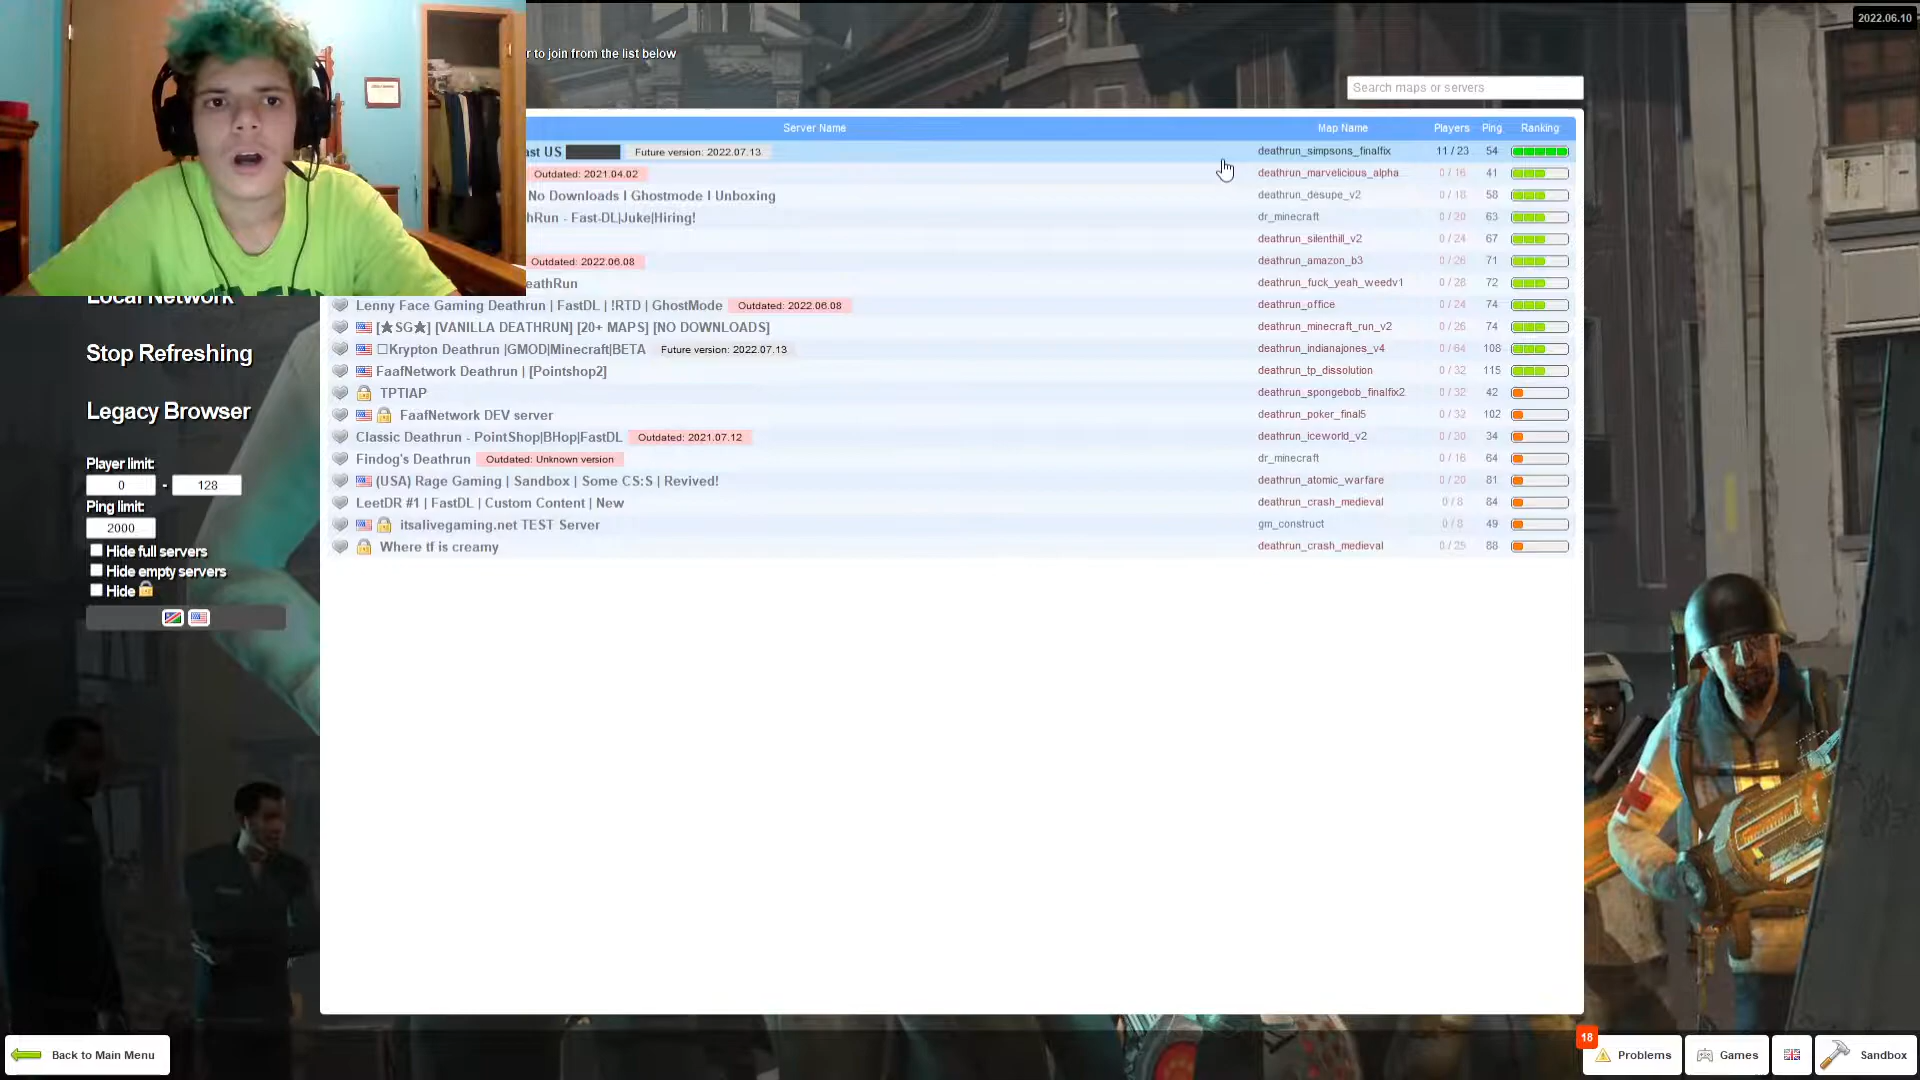 2022.06.10
r to join from the list below
Search maps or servers
Server Name Map Name Players Ping Ranking
ast US Future version: 2022.07.13 deathrun_simpsons_finalfix 11 / 23 54
Outdated: 2021.04.02 deathrun_marvelicious_alpha 0 / 16 41
No Downloads I Ghostmode I Unboxing deathrun_desupe_v2 0 / 18 58
hRun - Fast-DL|Juke|Hiring! dr_minecraft 0 / 20 63
deathrun_silenthill_v2 0 / 24 67
Outdated: 2022.06.08 deathrun_amazon_b3 0 / 26 71
eathRun deathrun_fuck_yeah_weedv1 0 / 28 72
Local Network
Lenny Face Gaming Deathrun | FastDL | !RTD | GhostMode Outdated: 2022.06.08 deathrun_office 0 / 24 74
[★SG★] [VANILLA DEATHRUN] [20+ MAPS] [NO DOWNLOADS] deathrun_minecraft_run_v2 0 / 26 74
Stop Refreshing
□Krypton Deathrun |GMOD|Minecraft|BETA Future version: 2022.07.13 deathrun_indianajones_v4 0 / 64 108
FaafNetwork Deathrun | [Pointshop2] deathrun_tp_dissolution 0 / 32 115
TPTIAP deathrun_spongebob_finalfix2 0 / 32 42
Legacy Browser
FaafNetwork DEV server deathrun_poker_final5 0 / 32 102
Classic Deathrun - PointShop|BHop|FastDL Outdated: 2021.07.12 deathrun_iceworld_v2 0 / 30 34
Findog's Deathrun Outdated: Unknown version dr_minecraft 0 / 16 64
Player limit:
(USA) Rage Gaming | Sandbox | Some CS:S | Revived! deathrun_atomic_warfare 0 / 20 81
0 - 128
LeetDR #1 | FastDL | Custom Content | New deathrun_crash_medieval 0 / 8 84
Ping limit:
2000
itsalivegaming.net TEST Server gm_construct 0 / 8 49
Where tf is creamy deathrun_crash_medieval 0 / 25 88
Hide full servers
Hide empty servers
Hide
Back to Main Menu
18
Problems
Games
Sandbox